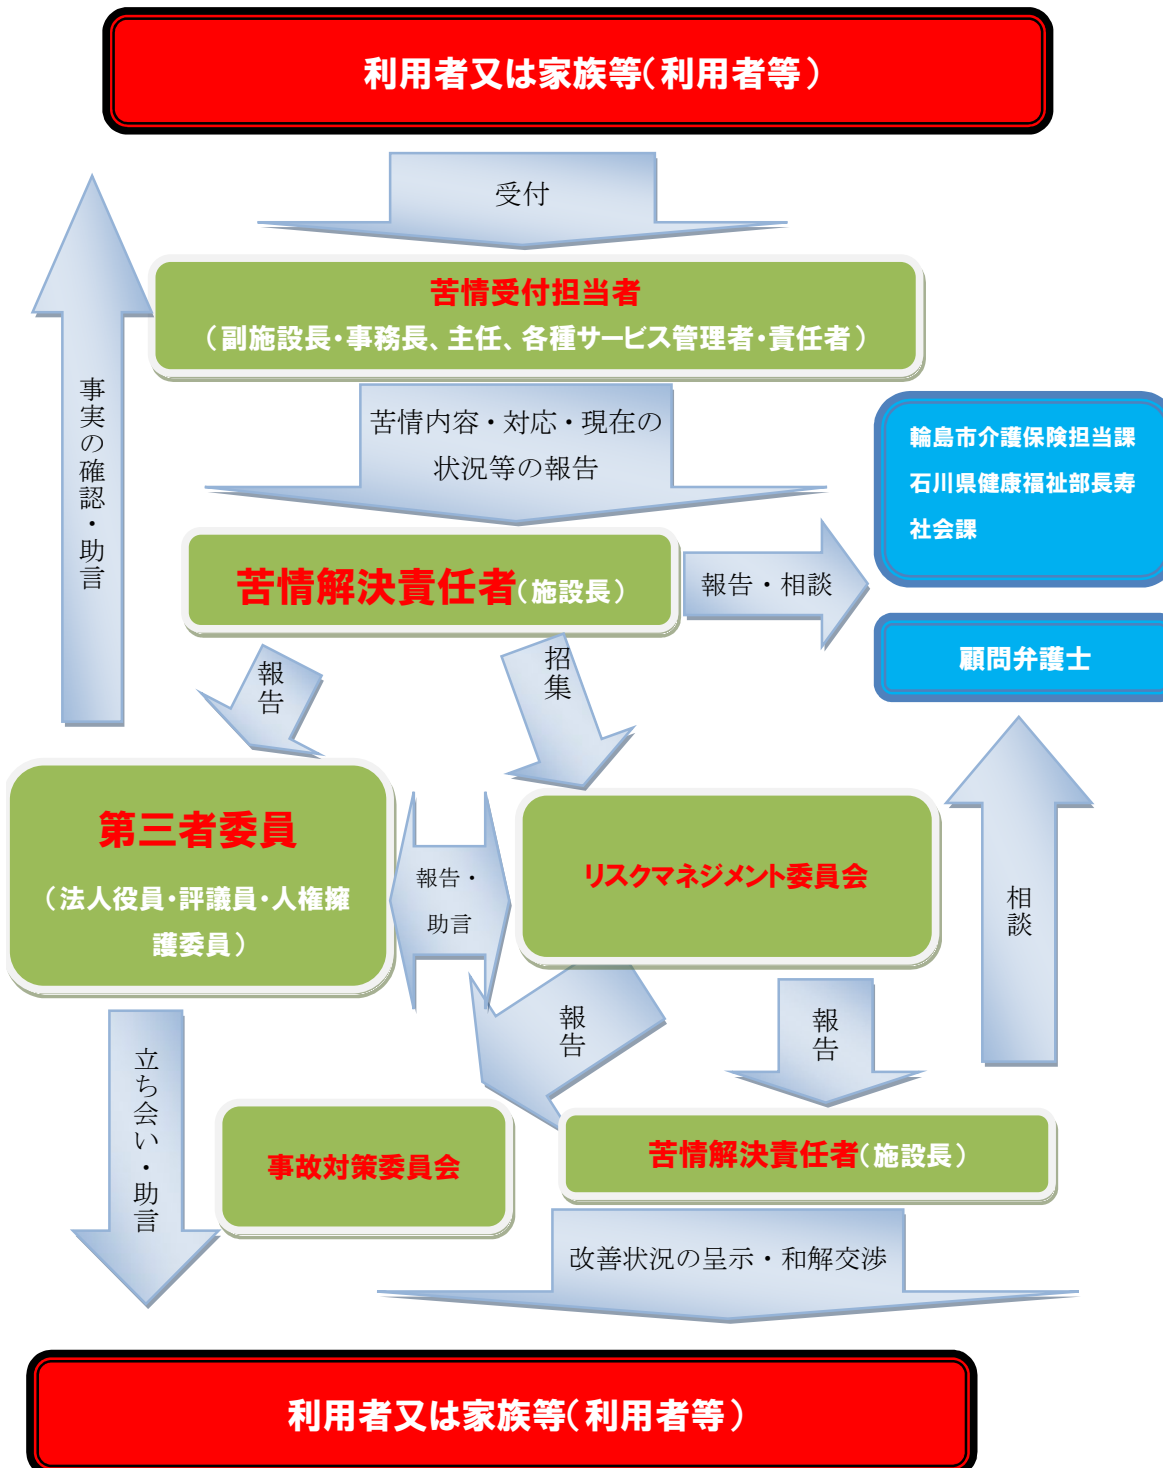 利用者又は家族等(利用者等)
受付
苦情受付担当者
(副施設長・事務長、主任、各種サービス管理者・責任者)
事実の確認・助言
苦情内容・対応・現在の
状況等の報告
輪島市介護保険担当課
石川県健康福祉部長寿
社会課
苦情解決責任者(施設長)
報告・相談
顧問弁護士
報告
招集
第三者委員
(法人役員・評議員・人権擁
護委員)
報告・
助言
リスクマネジメント委員会
相談
報告
報告
立ち会い・助言
事故対策委員会
苦情解決責任者(施設長)
改善状況の呈示・和解交渉
利用者又は家族等(利用者等)